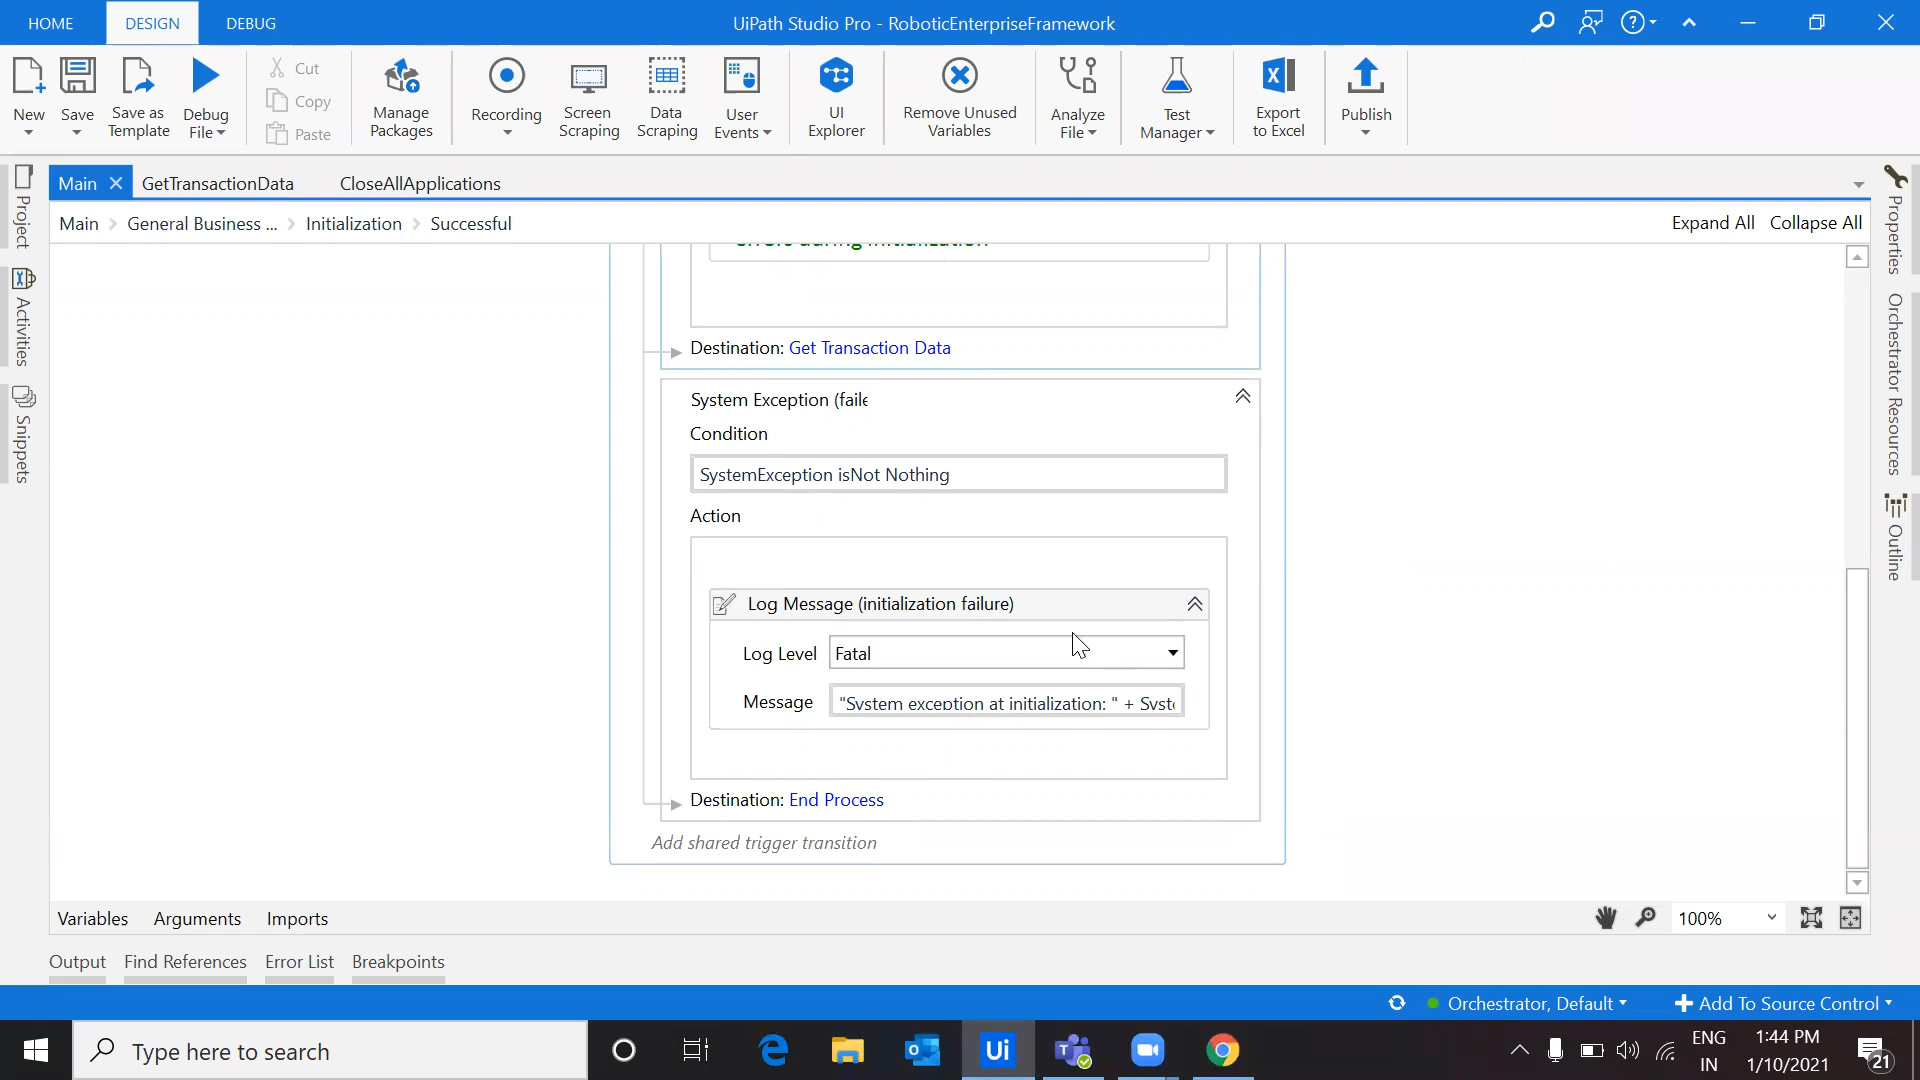 HOME
DESIGN
DEBUG
UiPath Studio Pro - RoboticEnterpriseFramework
New
Save
Save as Template
Debug File
Cut
Copy
Paste
Manage Packages
Recording
Screen Scraping
Data Scraping
User Events
UI Explorer
Remove Unused Variables
Analyze File
Test Manager
Export to Excel
Publish
Main
GetTransactionData
CloseAllApplications
Main
General Business ...
Initialization
Successful
Expand All
Collapse All
Project
Activities
Snippets
Properties
Orchestrator Resources
Outline
errors during initialization
Destination: Get Transaction Data
System Exception (faile
Condition
SystemException isNot Nothing
Action
Log Message (initialization failure)
Log Level
Fatal
Message
"System exception at initialization: " + Syst
Destination: End Process
Add shared trigger transition
Variables
Arguments
Imports
100%
Output
Find References
Error List
Breakpoints
Orchestrator, Default
Add To Source Control
Type here to search
Ui
ENG
IN
1:44 PM
1/10/2021
21